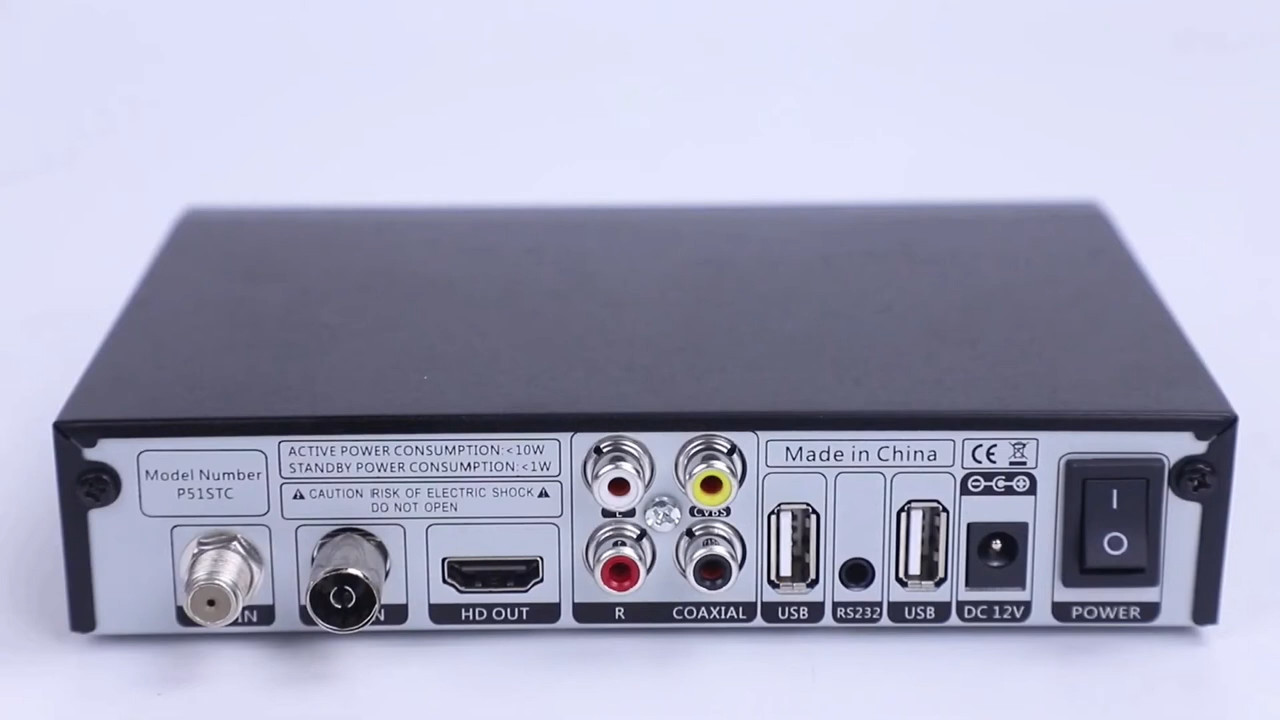 Model Number
P51STC
ACTIVE POWER CONSUMPTION:<10W
STANDBY POWER CONSUMPTION:<1W
CAUTION RISK OF ELECTRIC SHOCK
DO NOT OPEN
Made in China
CE
CVBS
IN
HD OUT
R
COAXIAL
USB
RS232
USB
DC 12V
POWER